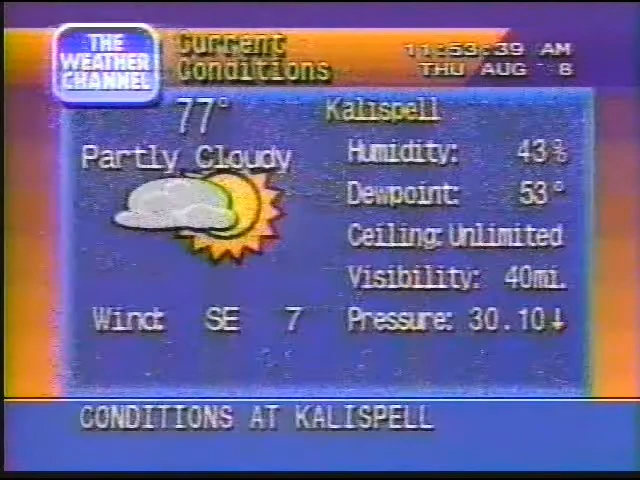 THE
WEATHER
CHANNEL
Current
Conditions
11:53:39 AM
THU AUG 8
77°
Partly Cloudy
Wind: SE 7
Kalispell
Humidity: 43%
Dewpoint: 53°
Ceiling: Unlimited
Visibility: 40mi.
Pressure: 30.10↓
CONDITIONS AT KALISPELL